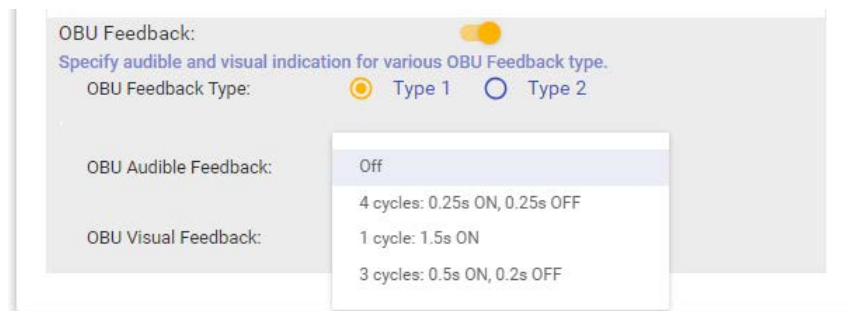 OBU Feedback:
Specify audible and visual indication for various OBU Feedback type.
OBU Feedback Type: Type 1 Type 2
OBU Audible Feedback: Off
4 cycles: 0.25s ON, 0.25s OFF
OBU Visual Feedback: 1 cycle: 1.5s ON
3 cycles: 0.5s ON, 0.2s OFF